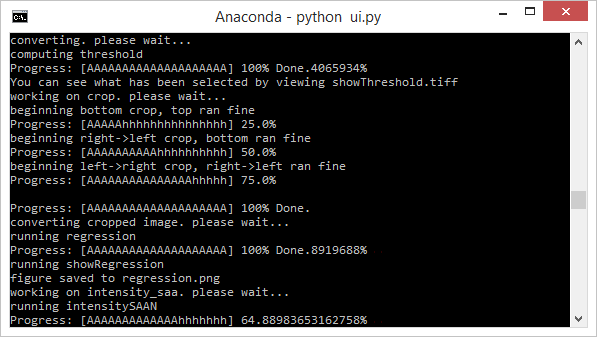 Anaconda - python  ui.py
converting. please wait...
computing threshold
Progress: [AAAAAAAAAAAAAAAAAAAA] 100% Done.4065934%
You can see what has been selected by viewing showThreshold.tiff
working on crop. please wait...
beginning bottom crop, top ran fine
Progress: [AAAAAhhhhhhhhhhhhhhh] 25.0%
beginning right->left crop, bottom ran fine
Progress: [AAAAAAAAAAhhhhhhhhhh] 50.0%
beginning left->right crop, right->left ran fine
Progress: [AAAAAAAAAAAAAAAhhhhh] 75.0%
Progress: [AAAAAAAAAAAAAAAAAAAA] 100% Done.
converting cropped image. please wait...
running regression
Progress: [AAAAAAAAAAAAAAAAAAAA] 100% Done.8919688%
running showRegression
figure saved to regression.png
working on intensity_saa. please wait...
running intensitySAAN
Progress: [AAAAAAAAAAAAAhhhhhhh] 64.88983653162758%